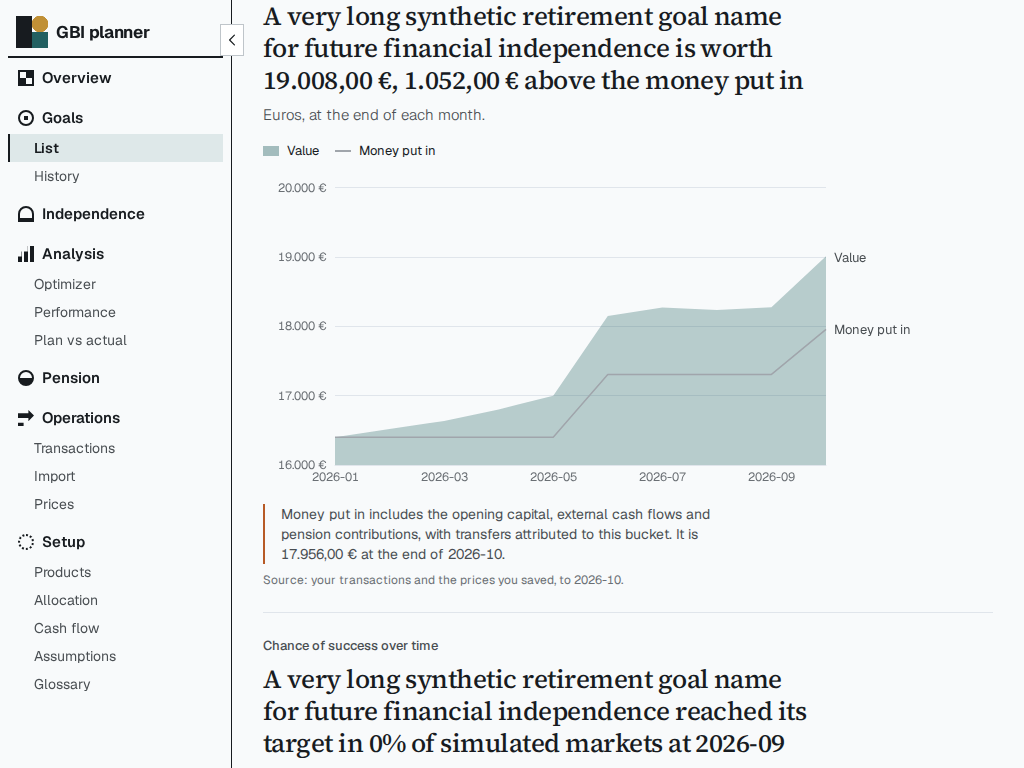 GBI planner
Overview
Goals
List
History
Independence
Analysis
Optimizer
Performance
Plan vs actual
Pension
Operations
Transactions
Import
Prices
Setup
Products
Allocation
Cash flow
Assumptions
Glossary
A very long synthetic retirement goal name
for future financial independence is worth
19.008,00 €, 1.052,00 € above the money put in
Euros, at the end of each month.
Value
Money put in
20.000 €
19.000 €
Value
18.000 €
Money put in
17.000 €
16.000 €
2026-01
2026-03
2026-05
2026-07
2026-09
Money put in includes the opening capital, external cash flows and
pension contributions, with transfers attributed to this bucket. It is
17.956,00 € at the end of 2026-10.
Source: your transactions and the prices you saved, to 2026-10.
Chance of success over time
A very long synthetic retirement goal name
for future financial independence reached its
target in 0% of simulated markets at 2026-09